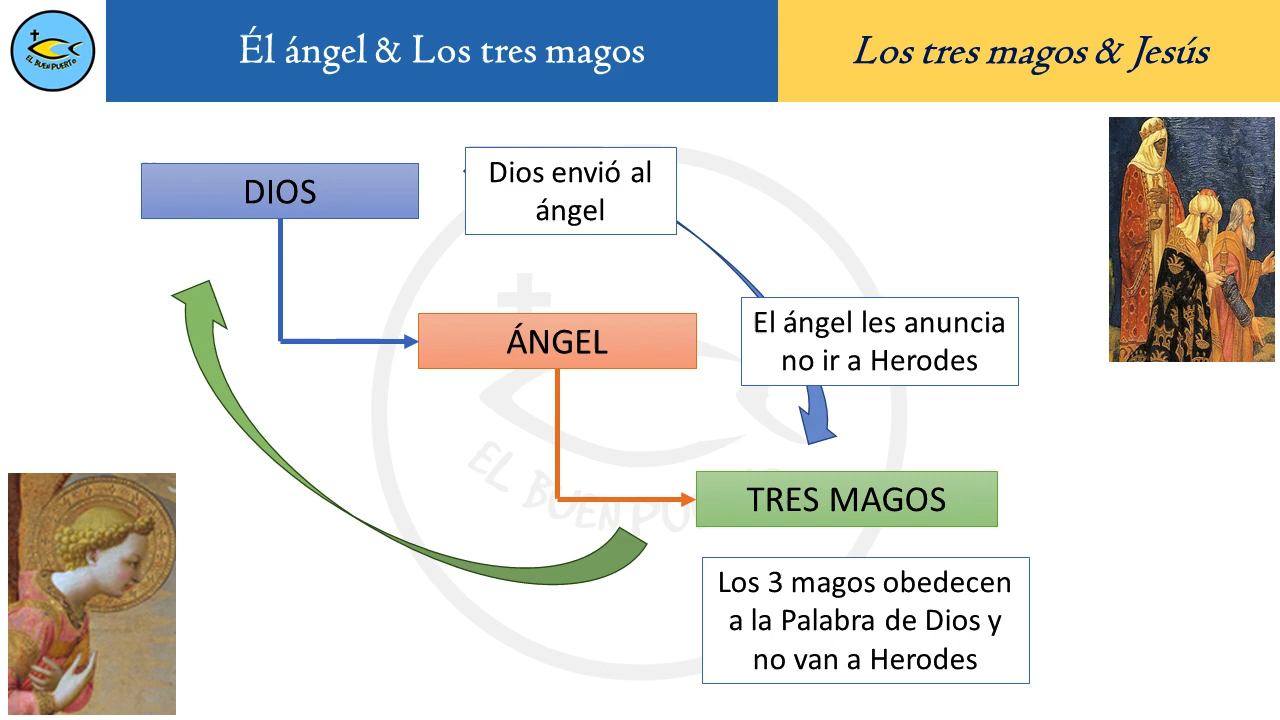 EL BUEN PUERTO
Él ángel & Los tres magos
Los tres magos & Jesús
DIOS
Dios envió al
ángel
ÁNGEL
El ángel les anuncia
no ir a Herodes
EL BUEN
TRES MAGOS
Los 3 magos obedecen
a la Palabra de Dios y
no van a Herodes